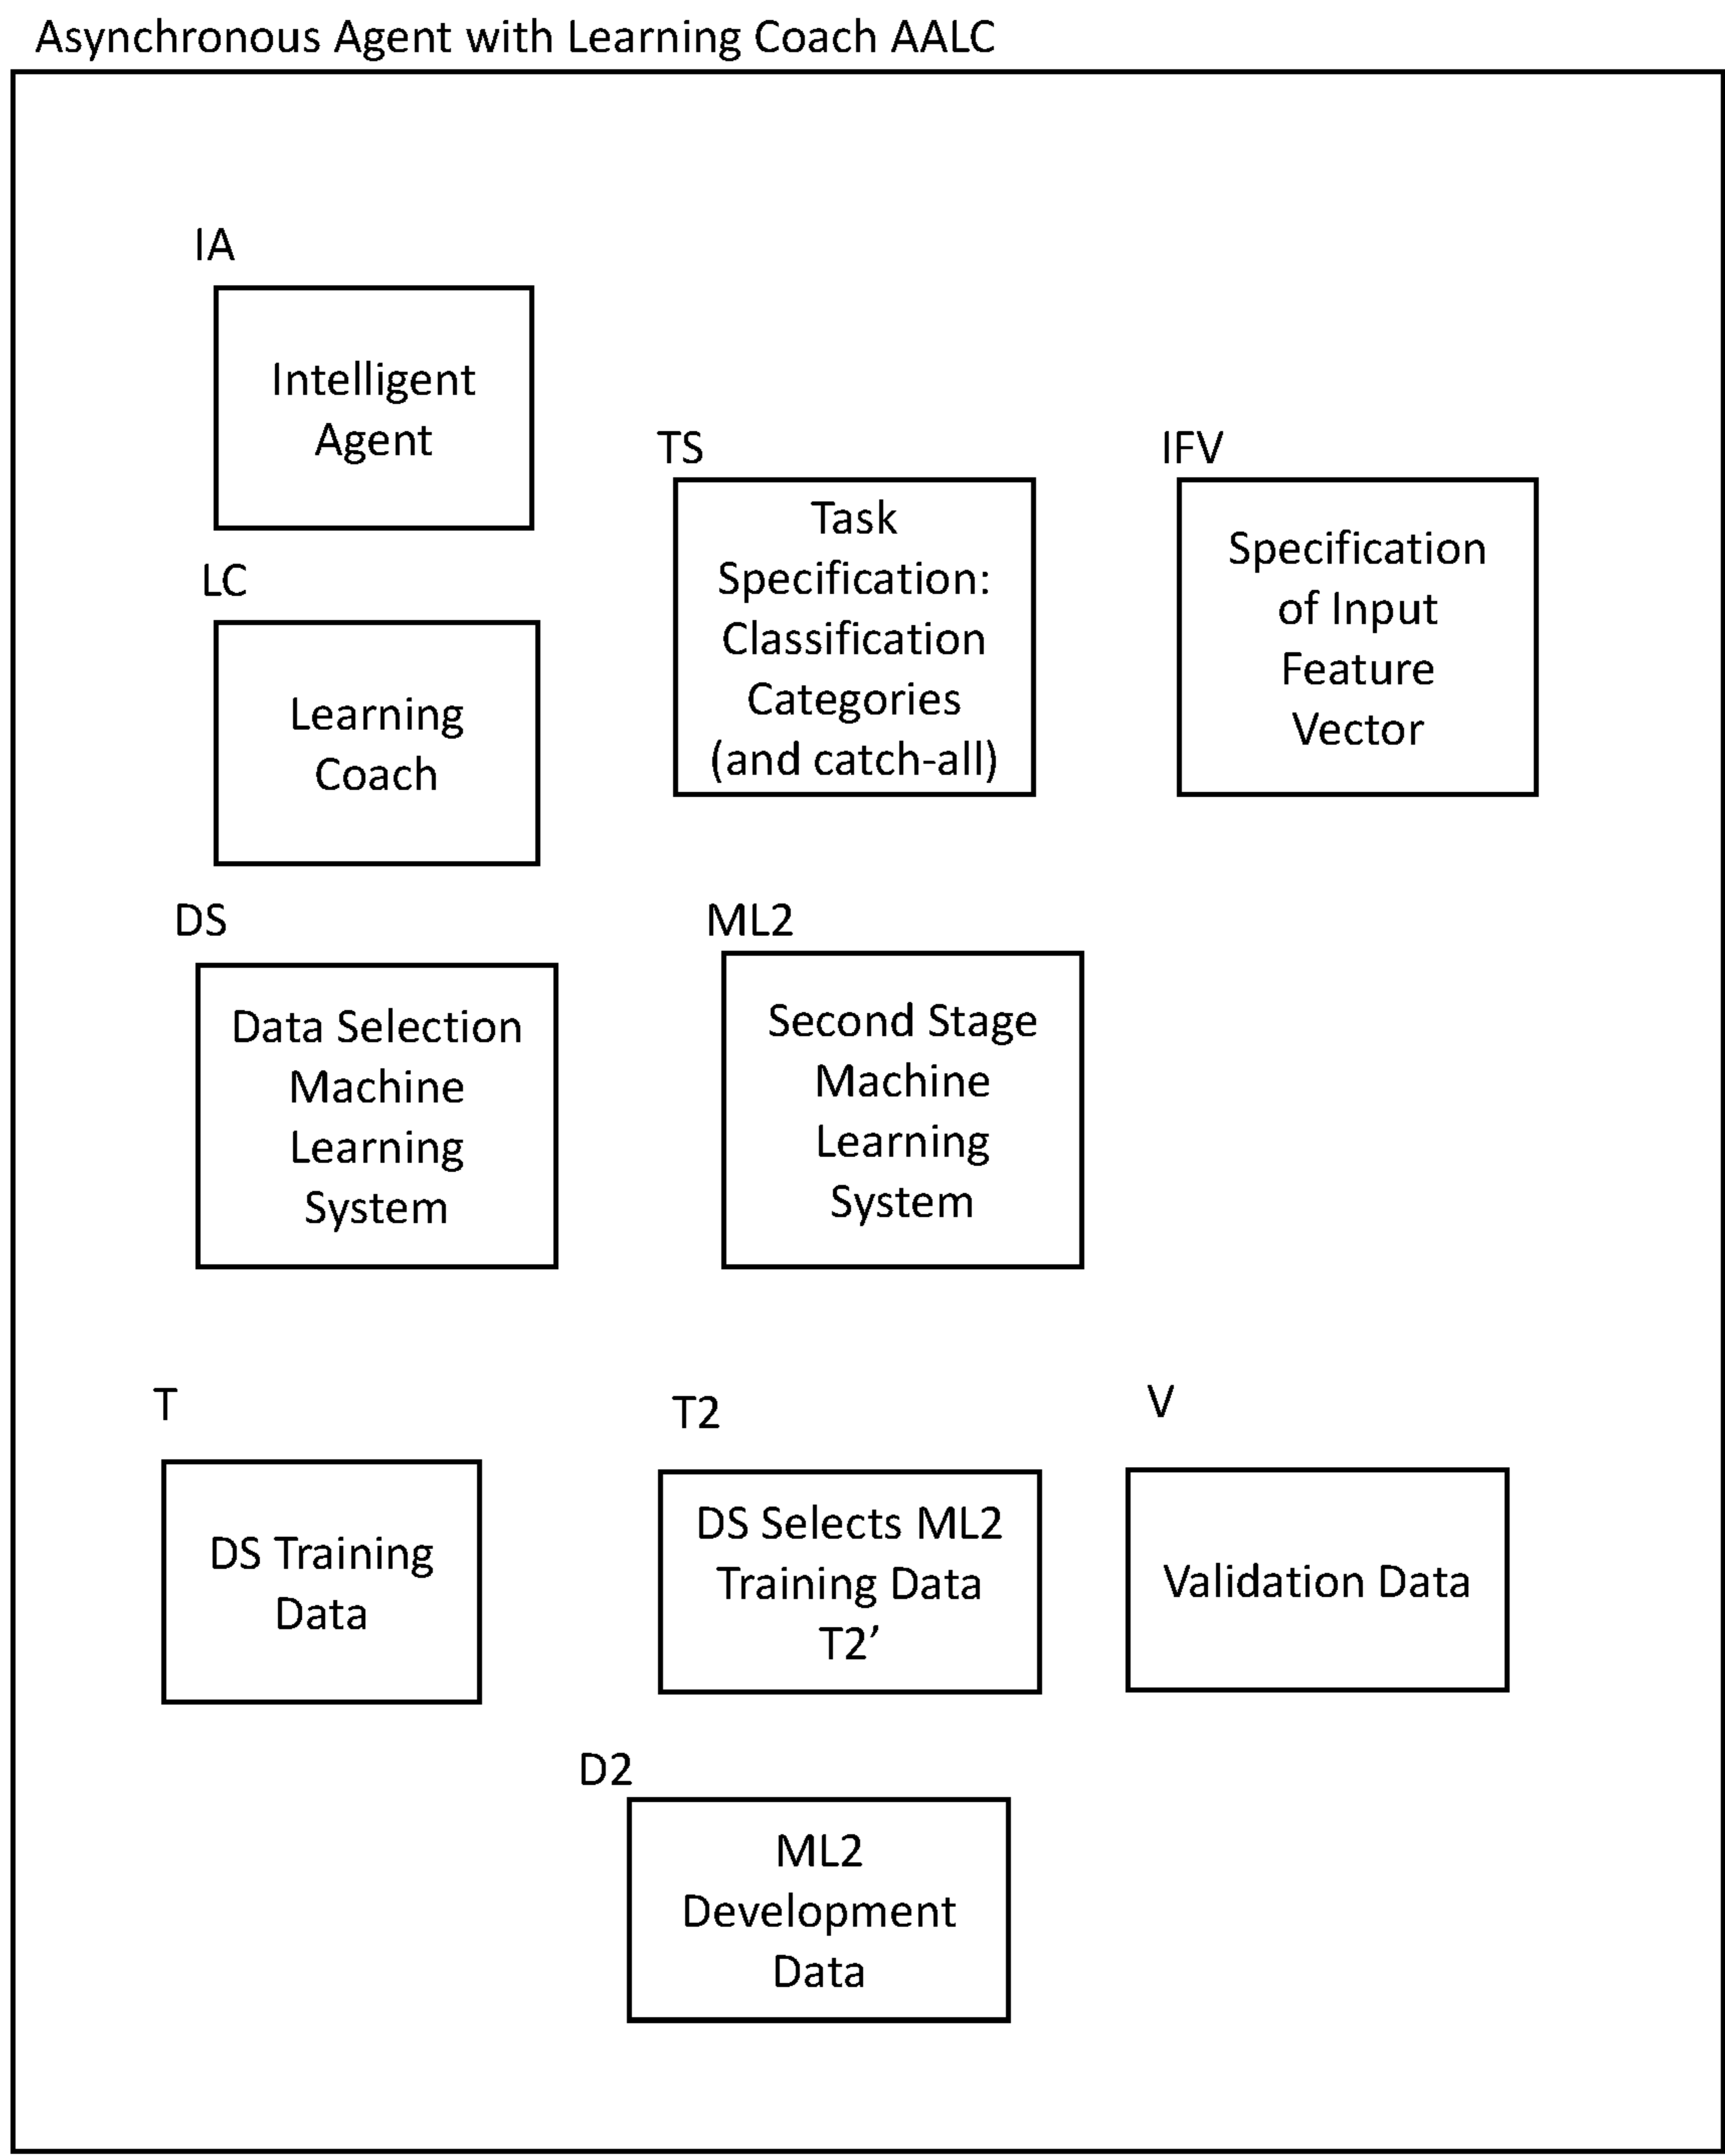 Asynchronous Agent with Learning Coach AALC
IA
Intelligent
Agent
TS
Task
Specification:
Classification
Categories
(and catch-all)
IFV
Specification
of Input
Feature
Vector
LC
Learning
Coach
DS
Data Selection
Machine
Learning
System
ML2
Second Stage
Machine
Learning
System
T
DS Training
Data
T2
DS Selects ML2
Training Data
T2’
V
Validation Data
D2
ML2
Development
Data